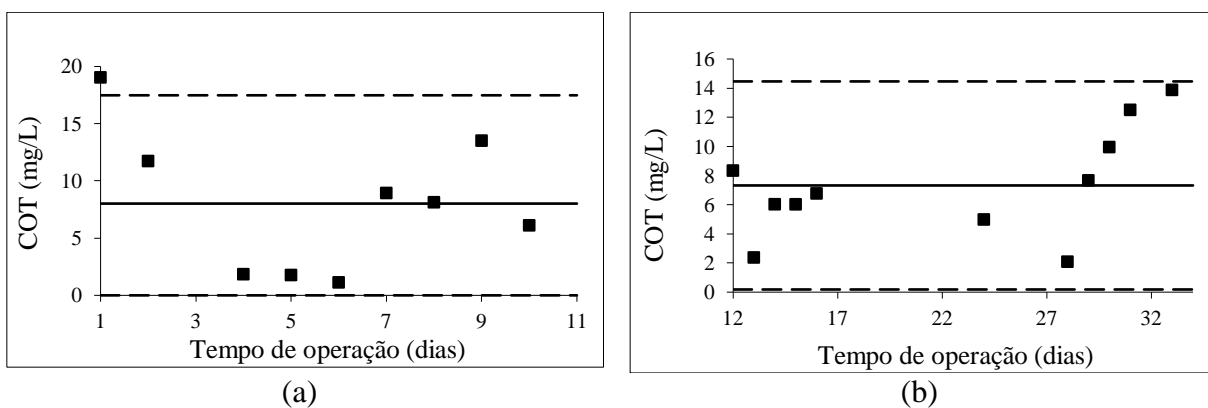 COT (mg/L)
20
15
10
5
0
1 3 5 7 9 11
Tempo de operação (dias)
(a)
COT (mg/L)
16
14
12
10
8
6
4
2
0
12 17 22 27 32
Tempo de operação (dias)
(b)